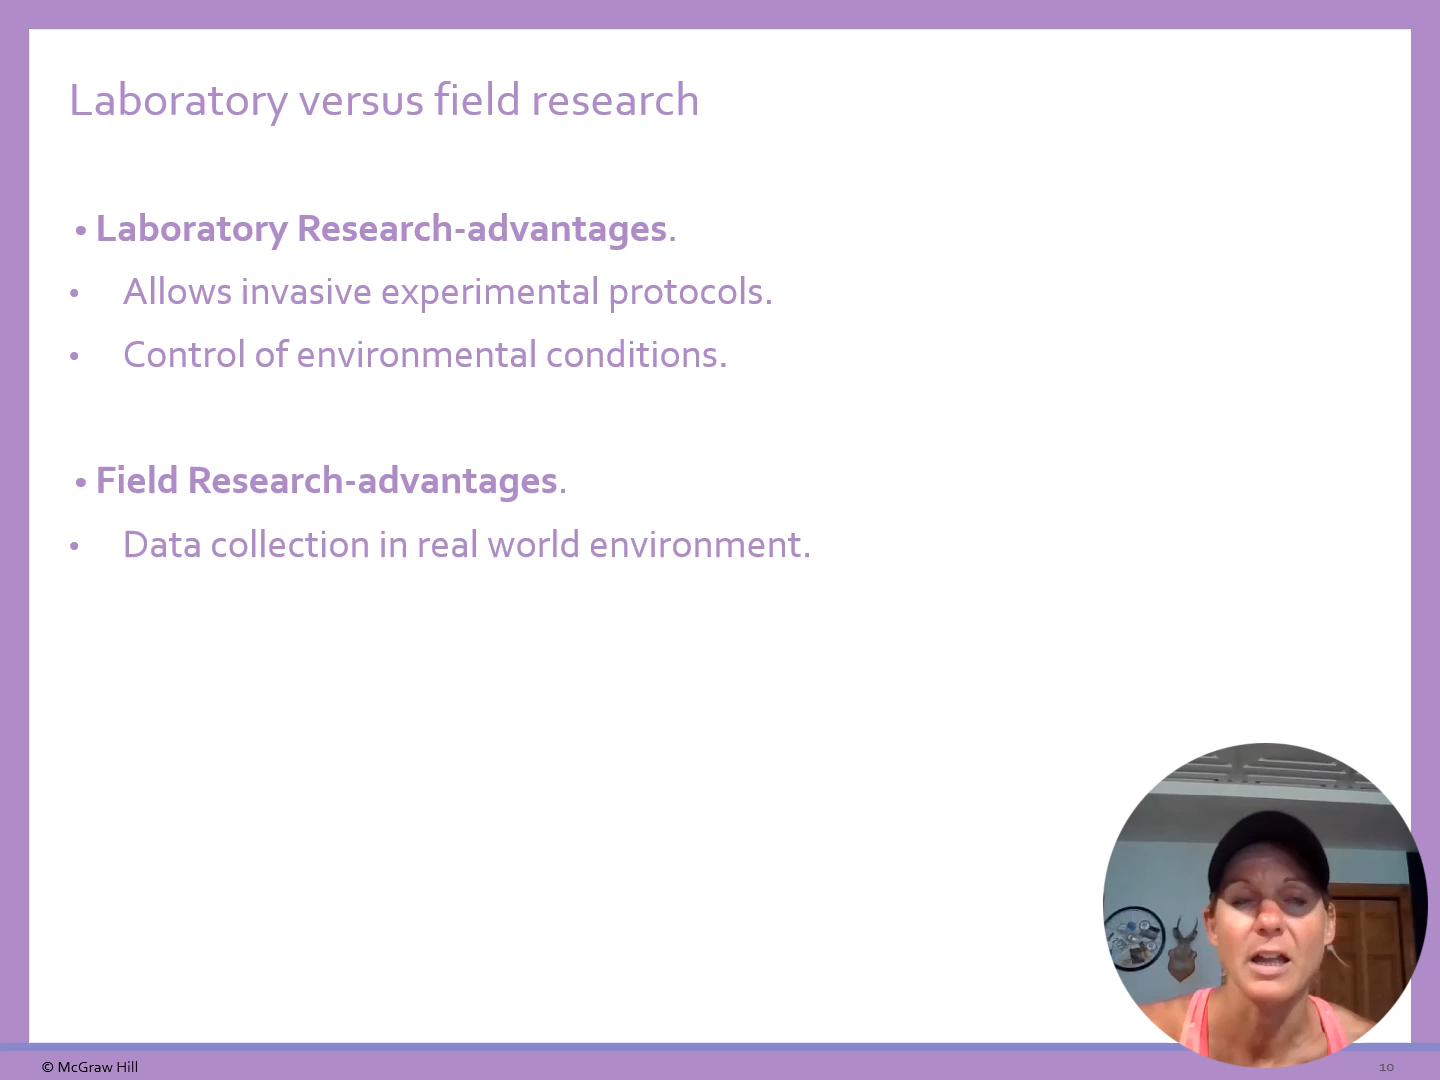 Laboratory versus field research
• Laboratory Research-advantages.
• Allows invasive experimental protocols.
• Control of environmental conditions.
• Field Research-advantages.
• Data collection in real world environment.
© McGraw Hill
10